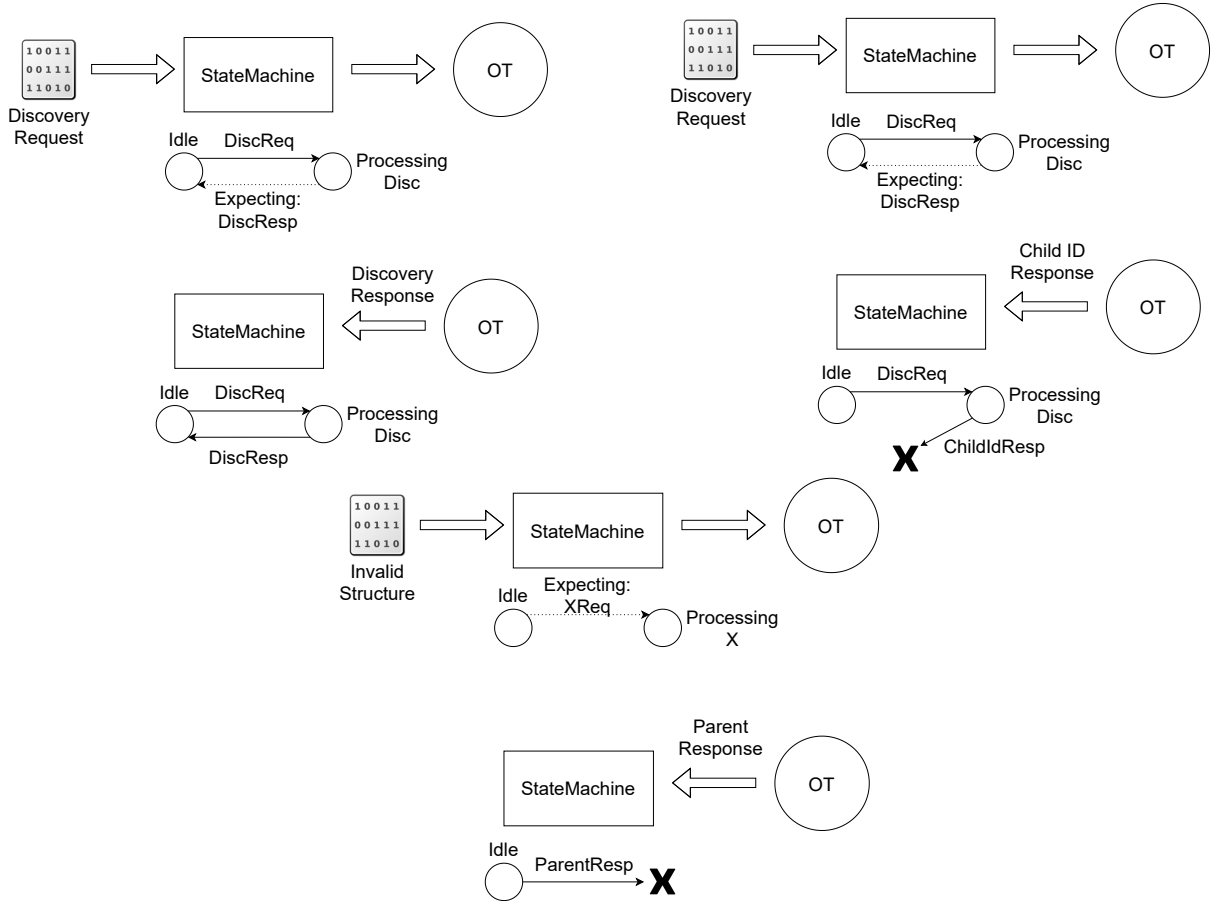 10011
00111
11010
Discovery
Request
StateMachine
OT
Idle
DiscReq
Processing
Disc
Expecting:
DiscResp
10011
00111
11010
Discovery
Request
StateMachine
OT
Idle
DiscReq
Processing
Disc
Expecting:
DiscResp
Discovery
Response
StateMachine
OT
Idle
DiscReq
Processing
Disc
DiscResp
Child ID
Response
StateMachine
OT
Idle
DiscReq
Processing
Disc
ChildIdResp
X
10011
00111
11010
Invalid
Structure
StateMachine
OT
Idle
Expecting:
XReq
Processing
X
Parent
Response
StateMachine
OT
Idle
ParentResp
X